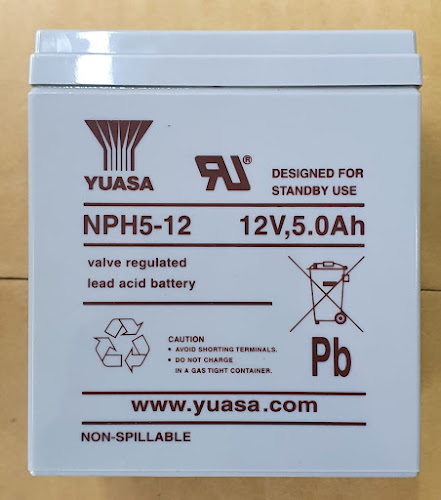 YUASA
RU®
DESIGNED FOR
STANDBY USE
NPH5-12 12V,5.0Ah
valve regulated
lead acid battery
CAUTION
• AVOID SHORTING TERMINALS.
• DO NOT CHARGE
IN A GAS TIGHT CONTAINER.
Pb
www.yuasa.com
NON-SPILLABLE